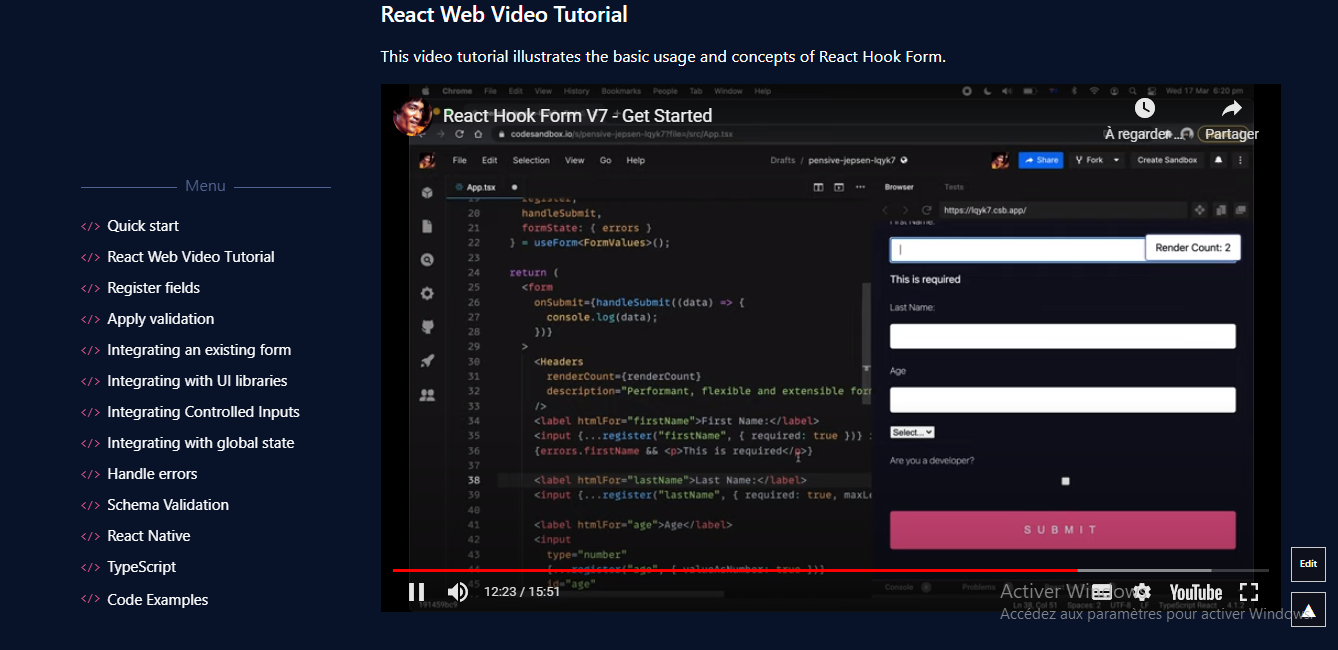 React Web Video Tutorial
This video tutorial illustrates the basic usage and concepts of React Hook Form.
Menu
Quick start
React Web Video Tutorial
Register fields
Apply validation
Integrating an existing form
Integrating with UI libraries
Integrating Controlled Inputs
Integrating with global state
Handle errors
Schema Validation
React Native
TypeScript
Code Examples
Chrome File Edit View History Bookmarks People Tab Window Help
Wed 17 Mar 6:20 pm
React Hook Form V7 - Get Started
À regarder ...
Partager
codesandbox.io/s/pensive-jepsen-lqyk7?file=/src/App.tsx
File Edit Selection View Go Help
Drafts / pensive-jepsen-lqyk7
Share
Fork
Create Sandbox
App.tsx
19 register,
20 handleSubmit,
21 formState: { errors }
22 } = useForm<FormValues>();
23
24 return (
25 <form
26 onSubmit={handleSubmit((data) => {
27 console.log(data);
28 })}
29 >
30 <Headers
31 renderCount={renderCount}
32 description="Performant, flexible and extensible for
33 />
34 <label htmlFor="firstName">First Name:</label>
35 <input {...register("firstName", { required: true })}
36 {errors.firstName && <p>This is required</p>}
37
38 <label htmlFor="lastName">Last Name:</label>
39 <input {...register("lastName", { required: true, maxLe
40
41 <label htmlFor="age">Age</label>
42 <input
43 type="number"
{...register("age", { valueAsNumber: true })}
45 id="age"
191459bc9
Browser
Tests
https://lqyk7.csb.app/
First Name:
Render Count: 2
This is required
Last Name:
Age
Select...
Are you a developer?
SUBMIT
Console
Problems
Ln 38, Col 51 Spaces: 2 UTF-8 LF TypeScript React 4.1.2
12:23 / 15:51
YouTube
Edit
Activer Windows
Accédez aux paramètres pour activer Windows.